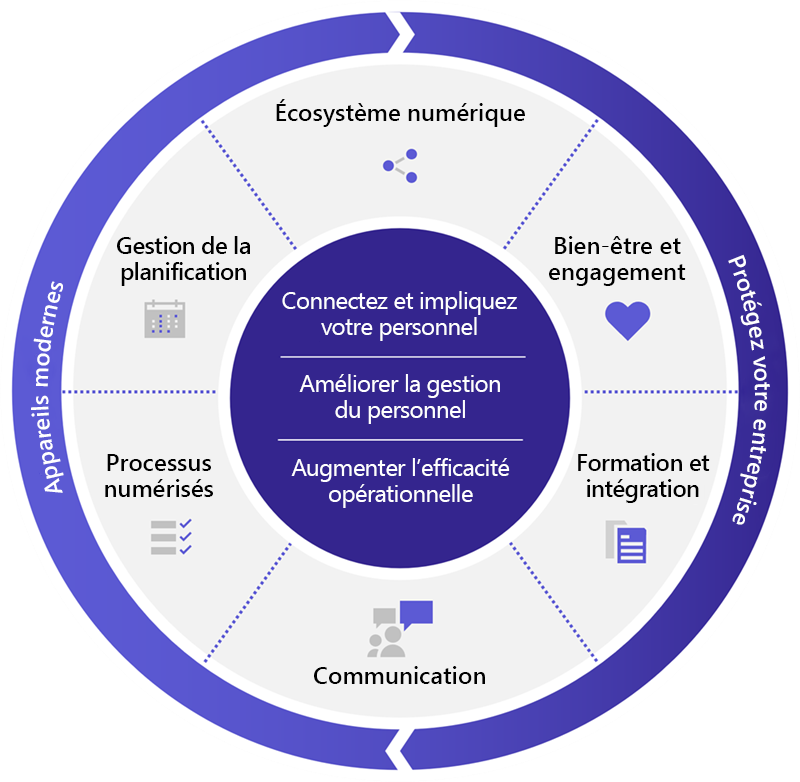 Écosystème numérique
Gestion de la
planification
Bien-être et
engagement
Connectez et impliquez
votre personnel
Améliorer la gestion
du personnel
Augmenter l’efficacité
opérationnelle
Processus
numérisés
Formation et
intégration
Communication
Appareils modernes
Protégez votre entreprise